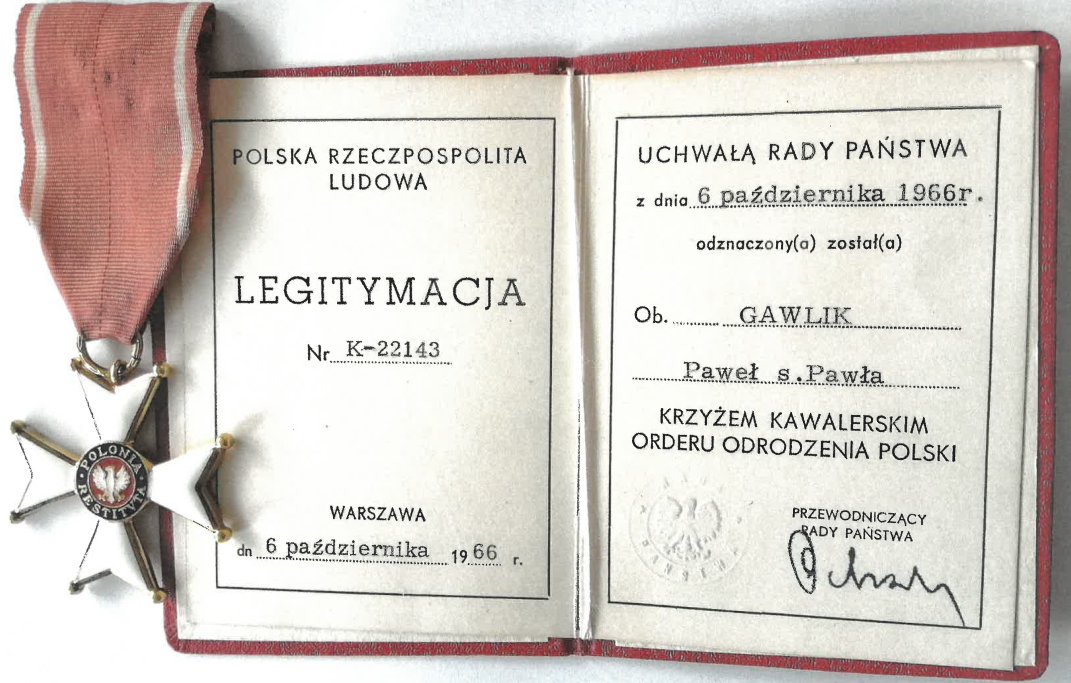 POLONIA
RESTITUTA
POLSKA RZECZPOSPOLITA
LUDOWA
LEGITYMACJA
Nr K-22143
WARSZAWA
dn 6 października 1966 r.
UCHWAŁĄ RADY PAŃSTWA
z dnia 6 października 1966r.
odznaczony(a) został(a)
Ob. GAWLIK
Paweł s.Pawła
KRZYŻEM KAWALERSKIM
ORDERU ODRODZENIA POLSKI
PRZEWODNICZĄCY
RADY PAŃSTWA